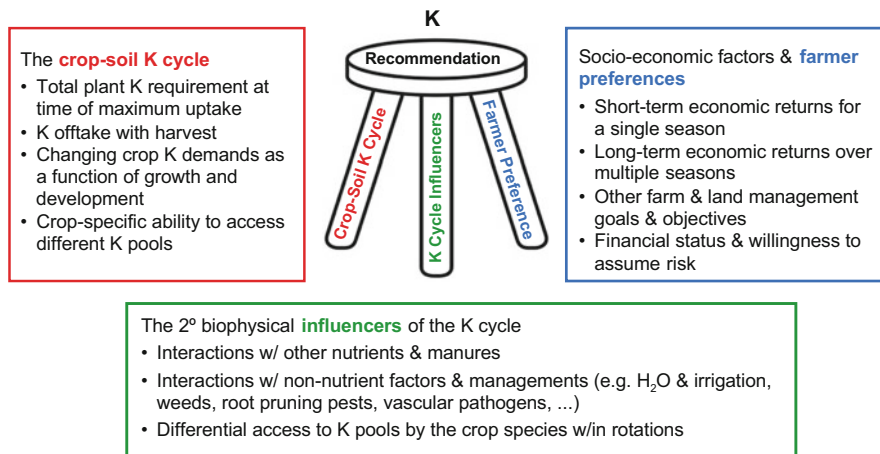 K
Recommendation
Crop-Soil K Cycle
K Cycle Influencers
Farmer Preference
The crop-soil K cycle
• Total plant K requirement at
time of maximum uptake
• K offtake with harvest
• Changing crop K demands as
a function of growth and
development
• Crop-specific ability to access
different K pools
Socio-economic factors & farmer
preferences
• Short-term economic returns for
a single season
• Long-term economic returns over
multiple seasons
• Other farm & land management
goals & objectives
• Financial status & willingness to
assume risk
The 2º biophysical influencers of the K cycle
• Interactions w/ other nutrients & manures
• Interactions w/ non-nutrient factors & managements (e.g. H₂O & irrigation,
weeds, root pruning pests, vascular pathogens, ...)
• Differential access to K pools by the crop species w/in rotations